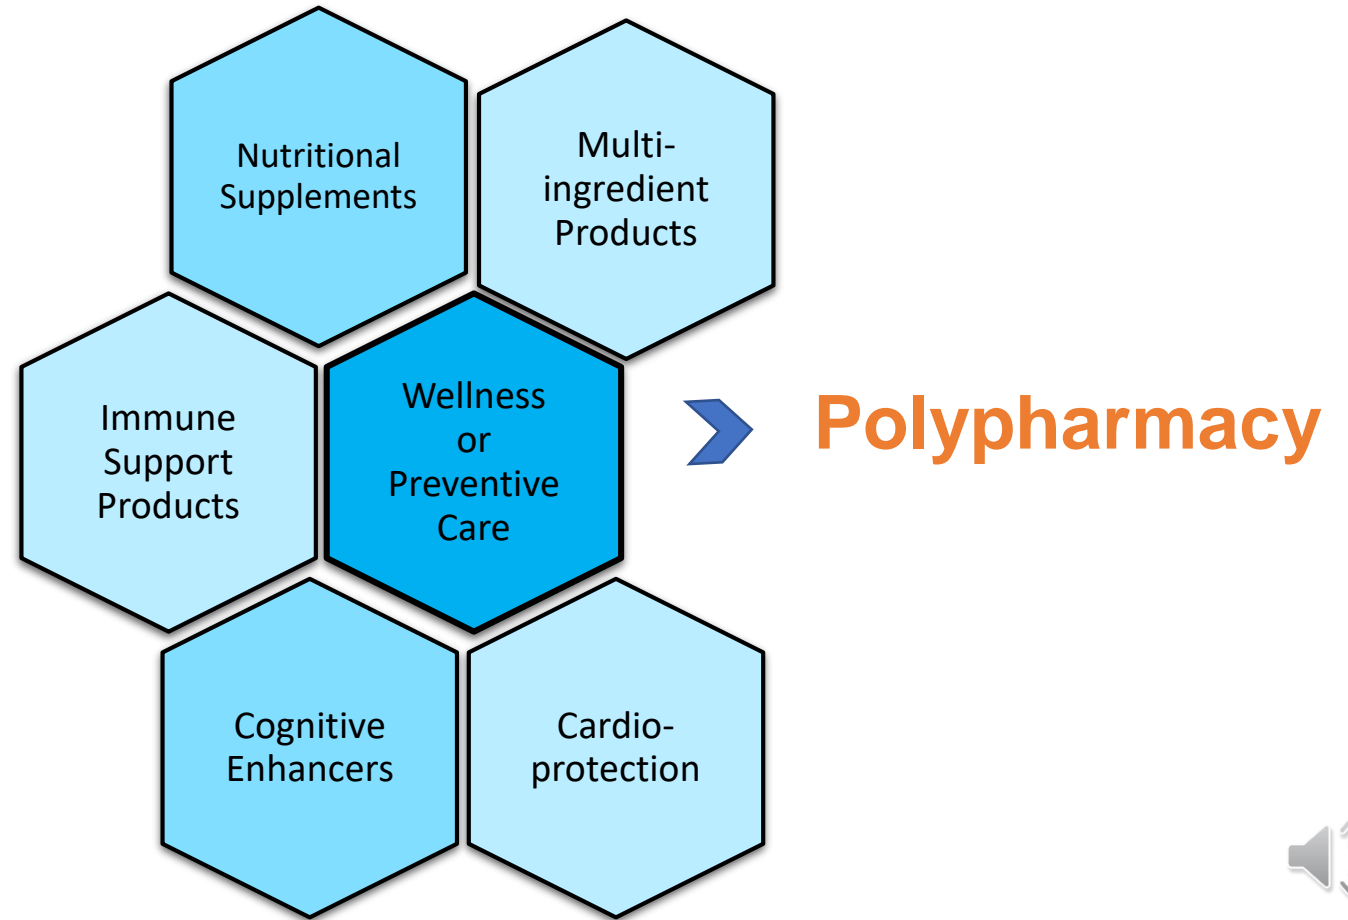 Nutritional
Supplements
Multi-
ingredient
Products
Immune
Support
Products
Wellness
or
Preventive
Care
Polypharmacy
Cognitive
Enhancers
Cardio-
protection